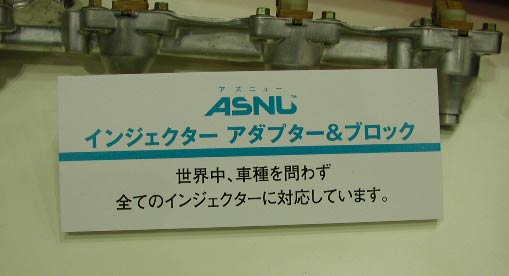 アズニュー
ASNU™
インジェクター アダプター&ブロック
世界中、車種を問わず
全てのインジェクターに対応しています。